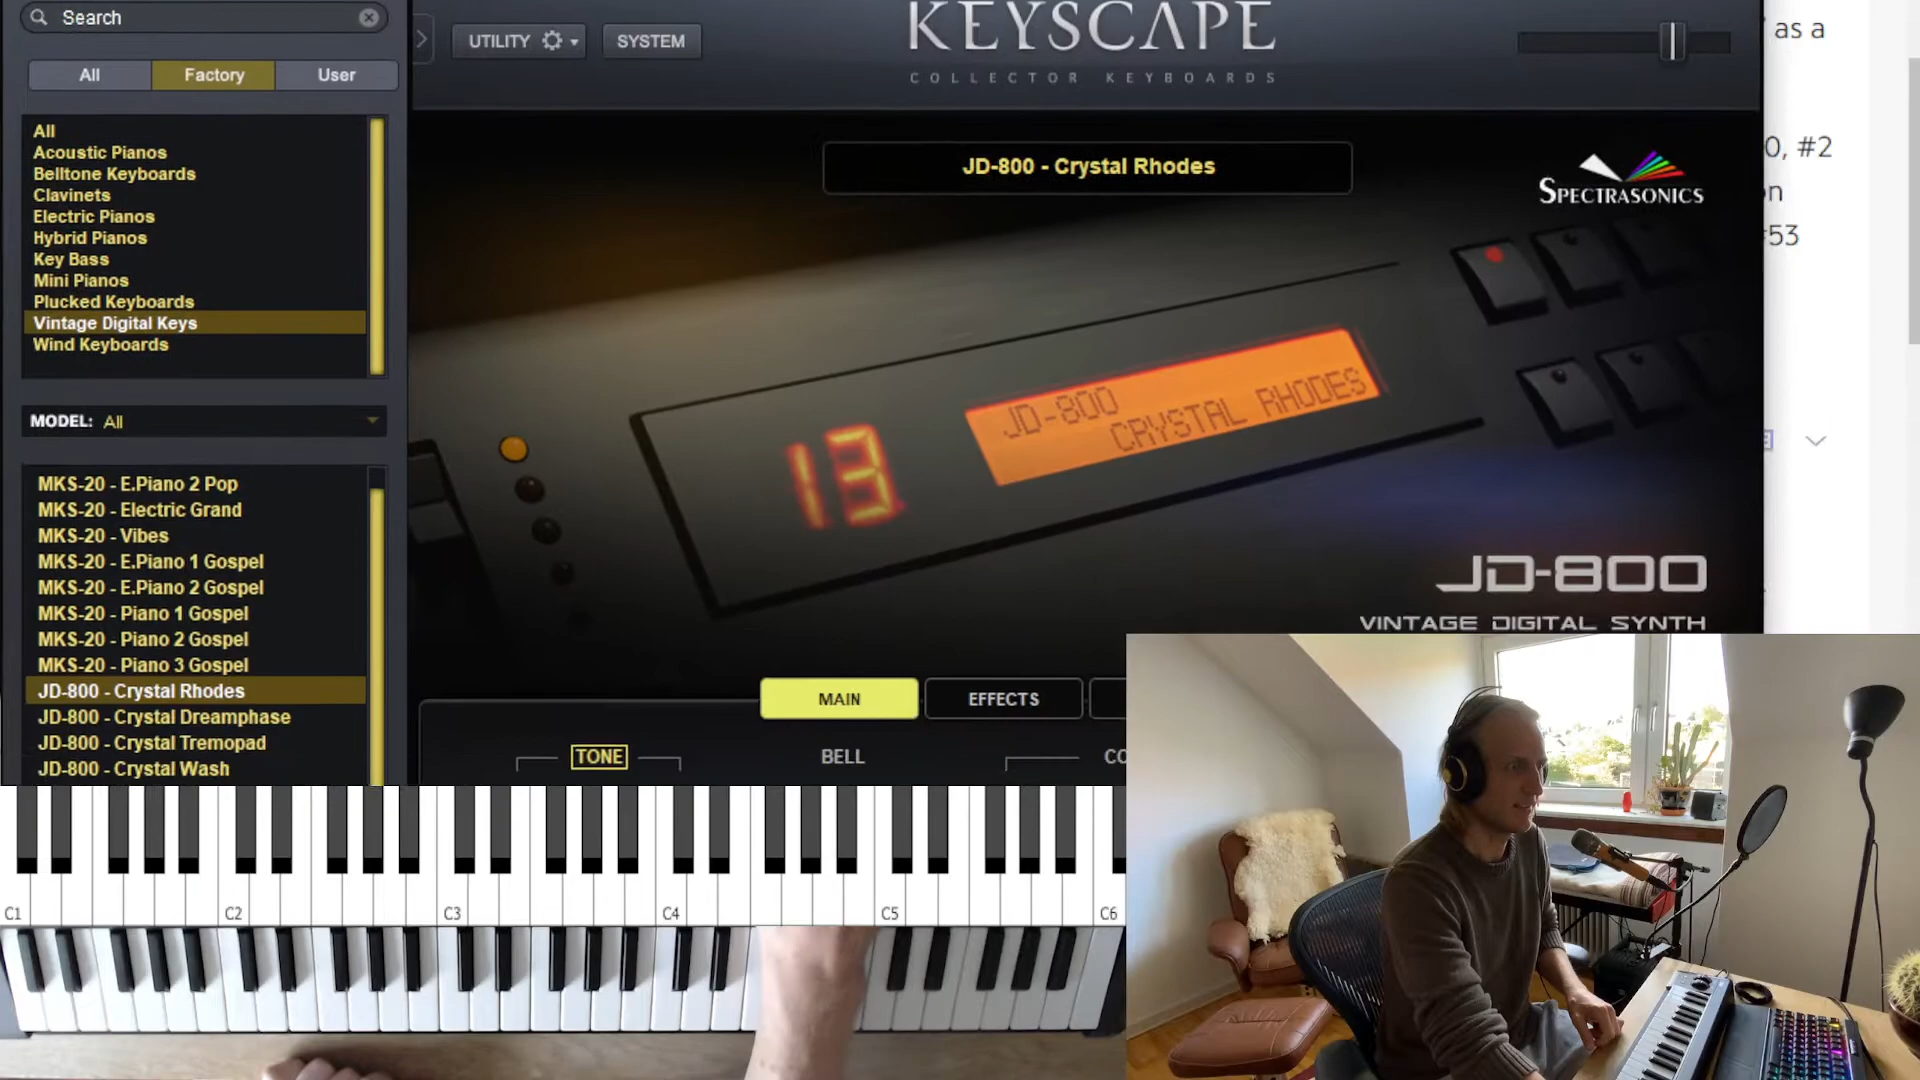 Search
All
Factory
User
All
Acoustic Pianos
Belltone Keyboards
Clavinets
Electric Pianos
Hybrid Pianos
Key Bass
Mini Pianos
Plucked Keyboards
Vintage Digital Keys
Wind Keyboards
MODEL: All
MKS-20 - E.Piano 2 Pop
MKS-20 - Electric Grand
MKS-20 - Vibes
MKS-20 - E.Piano 1 Gospel
MKS-20 - E.Piano 2 Gospel
MKS-20 - Piano 1 Gospel
MKS-20 - Piano 2 Gospel
MKS-20 - Piano 3 Gospel
JD-800 - Crystal Rhodes
JD-800 - Crystal Dreamphase
JD-800 - Crystal Tremopad
JD-800 - Crystal Wash
UTILITY
SYSTEM
KEYSCAPE
COLLECTOR KEYBOARDS
JD-800 - Crystal Rhodes
SPECTRASONICS
13
JD-800
CRYSTAL RHODES
JD-800
VINTAGE DIGITAL SYNTH
MAIN
EFFECTS
TONE
BELL
CO
as a
0, #2
on
#53
C1
C2
C3
C4
C5
C6